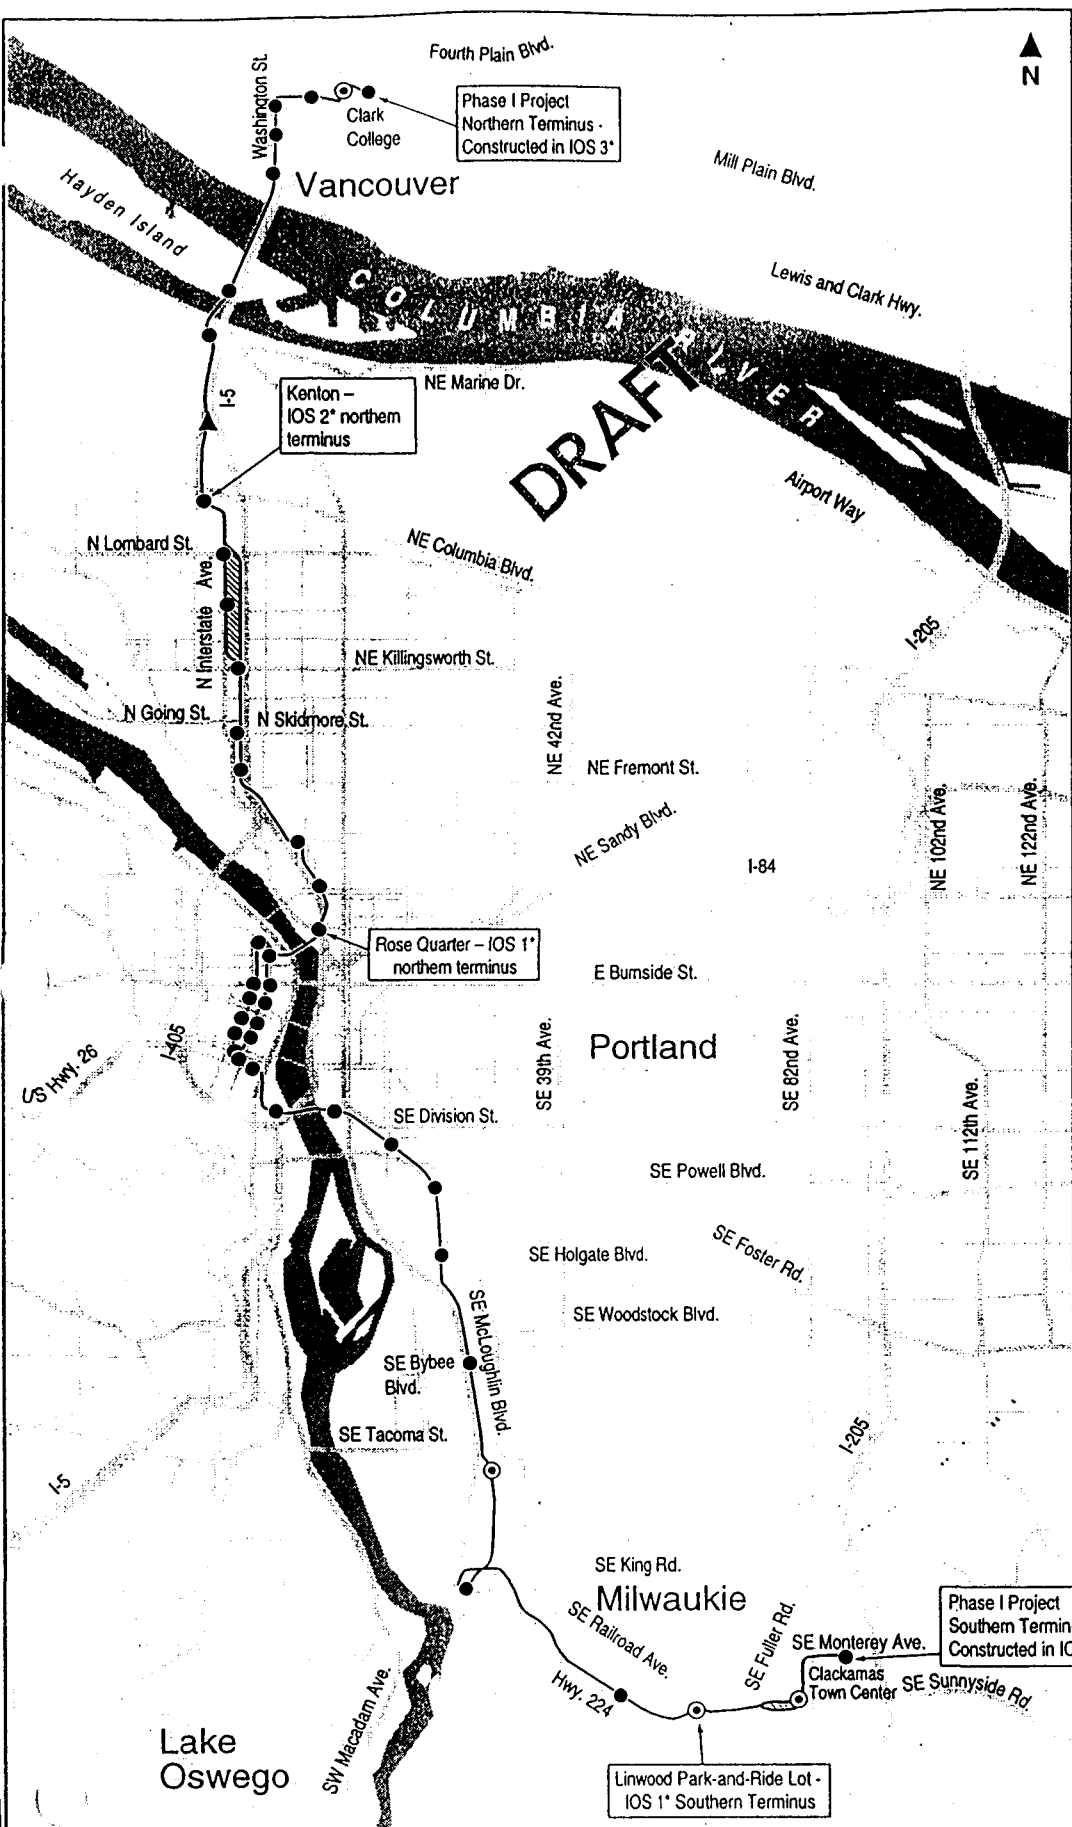 Fourth Plain Blvd.
N
Washington St.
Clark
College
Phase I Project
Northern Terminus -
Constructed in IOS 3*
Mill Plain Blvd.
Vancouver
Hayden Island
Lewis and Clark Hwy.
COLUMBIA RIVER
NE Marine Dr.
I-5
Kenton –
IOS 2* northern
terminus
DRAFT
Airport Way
N Lombard St.
NE Columbia Blvd.
N Interstate Ave.
I-205
NE Killingsworth St.
N Going St.
N Skidmore St.
NE 42nd Ave.
NE Fremont St.
NE Sandy Blvd.
NE 102nd Ave.
NE 122nd Ave.
I-84
Rose Quarter – IOS 1*
northern terminus
E Burnside St.
I-405
US Hwy. 26
SE 39th Ave.
Portland
SE 82nd Ave.
SE Division St.
SE 112th Ave.
SE Powell Blvd.
SE Holgate Blvd.
SE Foster Rd.
SE McLoughlin Blvd.
SE Woodstock Blvd.
SE Bybee
Blvd.
SE Tacoma St.
I-205
I-5
SE King Rd.
Milwaukie
SE Railroad Ave.
SE Fuller Rd.
Phase I Project
Southern Termin
Constructed in IO
SE Monterey Ave.
Clackamas
Town Center
SE Sunnyside Rd.
Hwy. 224
SW Macadam Ave.
Lake
Oswego
Linwood Park-and-Ride Lot -
IOS 1* Southern Terminus